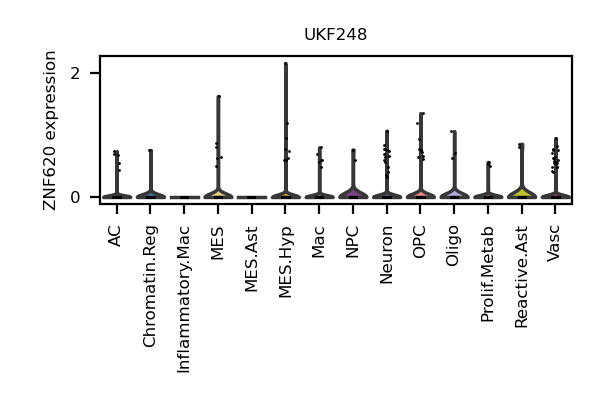 UKF248
ZNF620 expression
2
0
AC
Chromatin.Reg
Inflammatory.Mac
MES
MES.Ast
MES.Hyp
Mac
NPC
Neuron
OPC
Oligo
Prolif.Metab
Reactive.Ast
Vasc